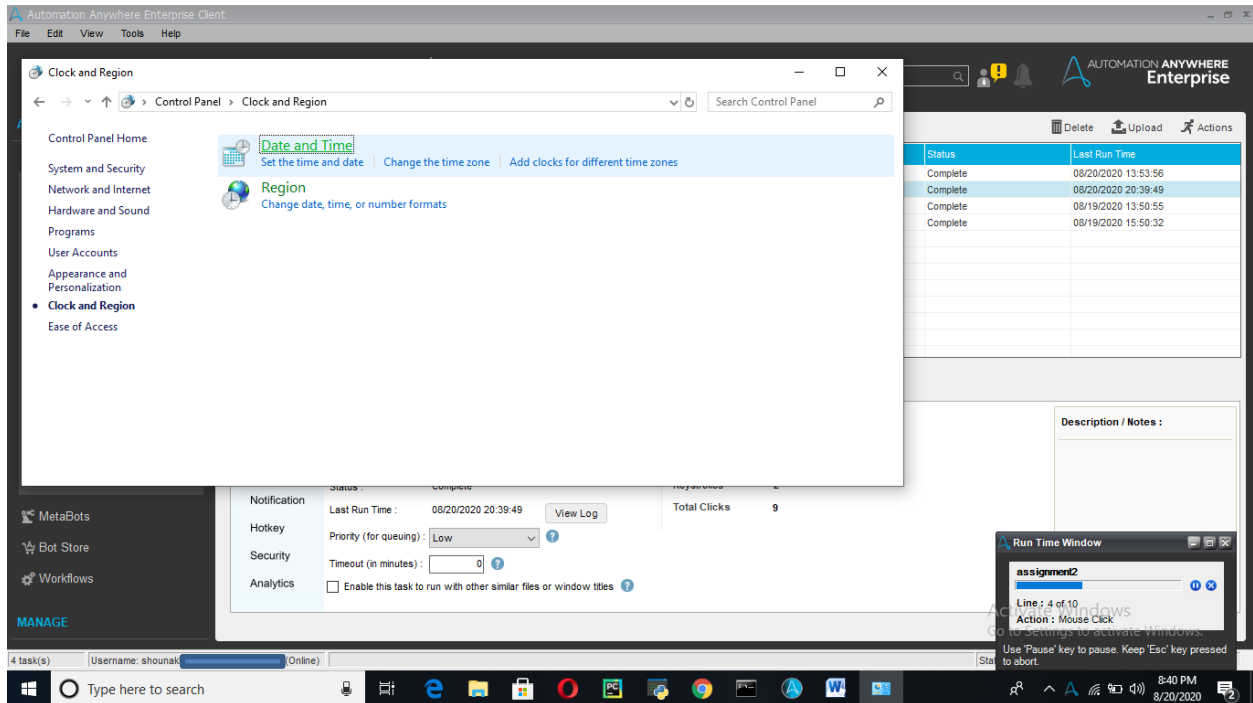 Automation Anywhere Enterprise Client
File Edit View Tools Help
AUTOMATION ANYWHERE
Enterprise
Clock and Region
Control Panel > Clock and Region
Search Control Panel
Control Panel Home
System and Security
Network and Internet
Hardware and Sound
Programs
User Accounts
Appearance and
Personalization
Clock and Region
Ease of Access
Date and Time
Set the time and date Change the time zone Add clocks for different time zones
Region
Change date, time, or number formats
Delete Upload Actions
Status Last Run Time
Complete 08/20/2020 13:53:56
Complete 08/20/2020 20:39:49
Complete 08/19/2020 13:50:55
Complete 08/19/2020 15:50:32
Description / Notes :
MetaBots
Bot Store
Workflows
MANAGE
Notification
Hotkey
Security
Analytics
Status : Complete
Last Run Time : 08/20/2020 20:39:49 View Log
Priority (for queuing) : Low
Timeout (in minutes) : 0
Enable this task to run with other similar files or window titles
Keystrokes
Total Clicks 9
Run Time Window
assignment2
Line : 4 of 10
Action : Mouse Click
Activate Windows
Go to Settings to activate Windows.
Use 'Pause' key to pause. Keep 'Esc' key pressed
to abort.
4 task(s) Username: shounak (Online)
Type here to search
8:40 PM
8/20/2020
2